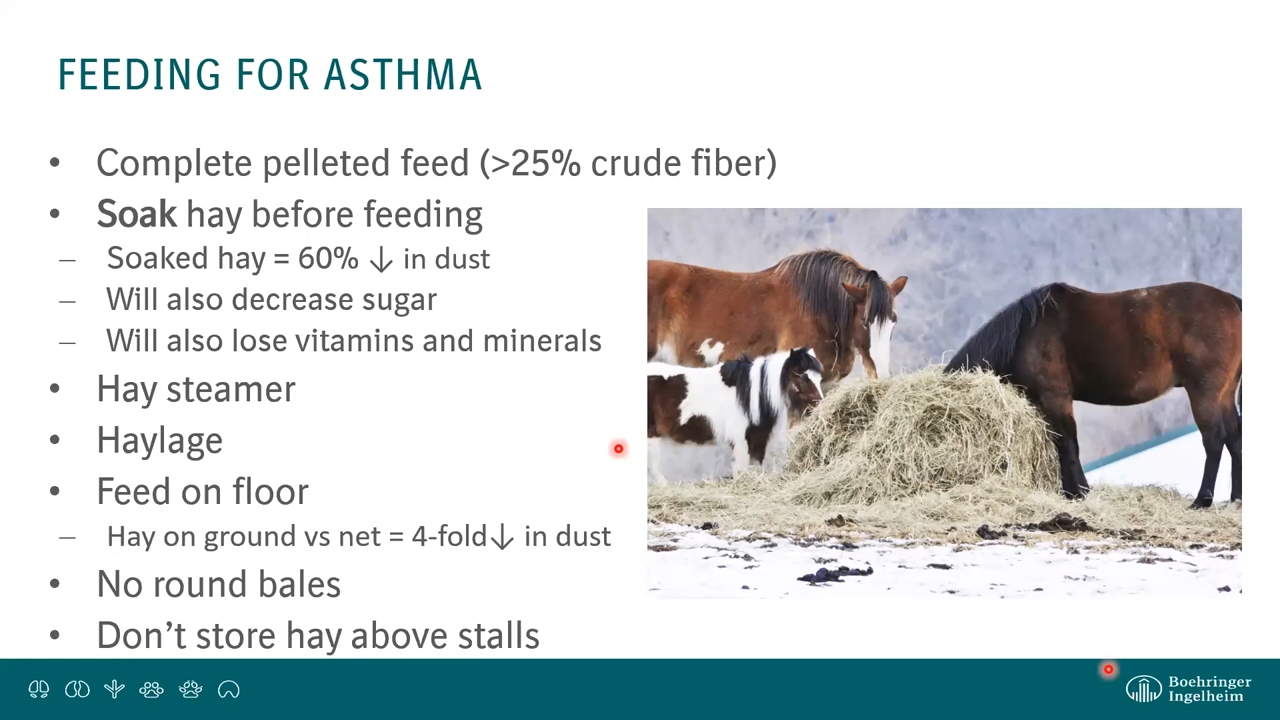 FEEDING FOR ASTHMA
• Complete pelleted feed (>25% crude fiber)
• Soak hay before feeding
– Soaked hay = 60% ↓ in dust
– Will also decrease sugar
– Will also lose vitamins and minerals
• Hay steamer
• Haylage
• Feed on floor
– Hay on ground vs net = 4-fold↓ in dust
• No round bales
• Don’t store hay above stalls
Boehringer
Ingelheim